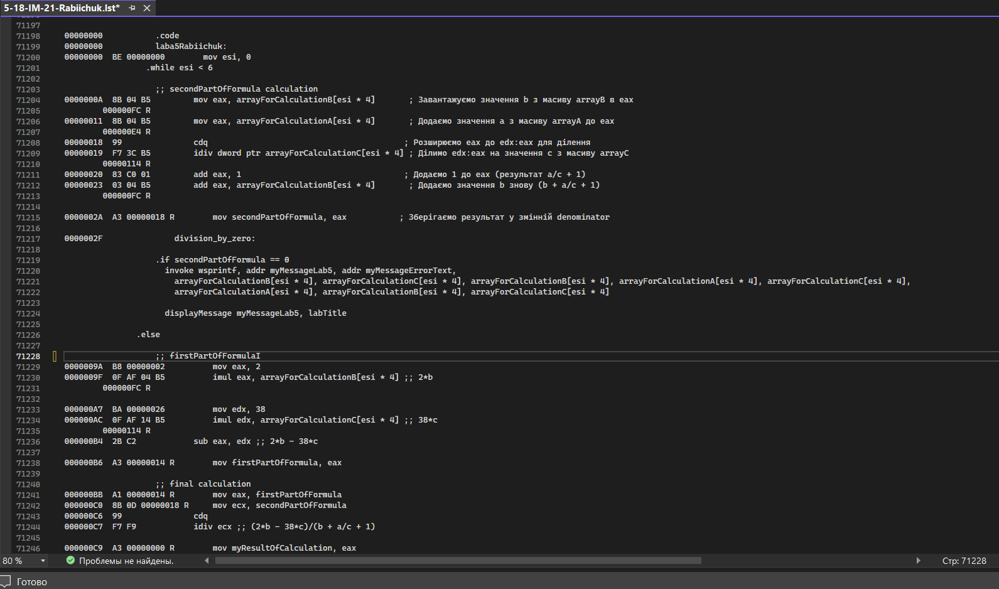 5-18-IM-21-Rabiichuk.lst*
71197
71198 00000000 .code
71199 00000000 laba5Rabiichuk:
71200 00000000 BE 00000000 mov esi, 0
71201 .while esi < 6
71202
71203 ;; secondPartOfFormula calculation
71204 0000000A 8B 04 B5 mov eax, arrayForCalculationB[esi * 4] ; Завантажуємо значення b з масиву arrayB в eax
71205 000000FC R
71206 00000011 8B 04 B5 mov eax, arrayForCalculationA[esi * 4] ; Додаємо значення a з масиву arrayA до eax
71207 000000E4 R
71208 00000018 99 cdq ; Розширюємо eax до edx:eax для ділення
71209 00000019 F7 3C B5 idiv dword ptr arrayForCalculationC[esi * 4] ; Ділимо edx:eax на значення c з масиву arrayC
71210 00000114 R
71211 00000020 83 C0 01 add eax, 1 ; Додаємо 1 до eax (результат a/c + 1)
71212 00000023 03 04 B5 add eax, arrayForCalculationB[esi * 4] ; Додаємо значення b знову (b + a/c + 1)
71213 000000FC R
71214
71215 0000002A A3 00000018 R mov secondPartOfFormula, eax ; Зберігаємо результат у змінній denominator
71216
71217 0000002F division_by_zero:
71218
71219 .if secondPartOfFormula == 0
71220 invoke wsprintf, addr myMessageLab5, addr myMessageErrorText,
71221 arrayForCalculationB[esi * 4], arrayForCalculationC[esi * 4], arrayForCalculationB[esi * 4], arrayForCalculationA[esi * 4], arrayForCalculationC[esi * 4],
71222 arrayForCalculationA[esi * 4], arrayForCalculationB[esi * 4], arrayForCalculationC[esi * 4]
71223
71224 displayMessage myMessageLab5, labTitle
71225
71226 .else
71227
71228 ;; firstPartOfFormulaI
71229 0000009A B8 00000002 mov eax, 2
71230 0000009F 0F AF 04 B5 imul eax, arrayForCalculationB[esi * 4] ;; 2*b
71231 000000FC R
71232
71233 000000A7 BA 00000026 mov edx, 38
71234 000000AC 0F AF 14 B5 imul edx, arrayForCalculationC[esi * 4] ;; 38*c
71235 00000114 R
71236 000000B4 2B C2 sub eax, edx ;; 2*b - 38*c
71237
71238 000000B6 A3 00000014 R mov firstPartOfFormula, eax
71239
71240 ;; final calculation
71241 000000BB A1 00000014 R mov eax, firstPartOfFormula
71242 000000C0 8B 0D 00000018 R mov ecx, secondPartOfFormula
71243 000000C6 99 cdq
71244 000000C7 F7 F9 idiv ecx ;; (2*b - 38*c)/(b + a/c + 1)
71245
71246 000000C9 A3 00000000 R mov myResultOfCalculation, eax
80 % Проблемы не найдены. Стр: 71228
Готово